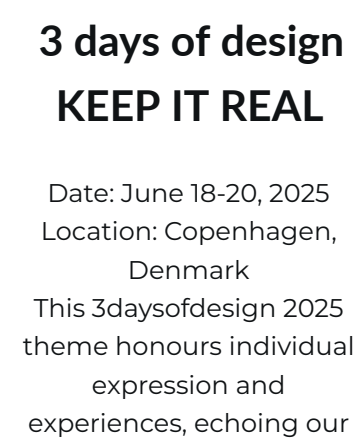 3 days of design
KEEP IT REAL
Date: June 18-20, 2025
Location: Copenhagen,
Denmark
This 3daysofdesign 2025
theme honours individual
expression and
experiences, echoing our